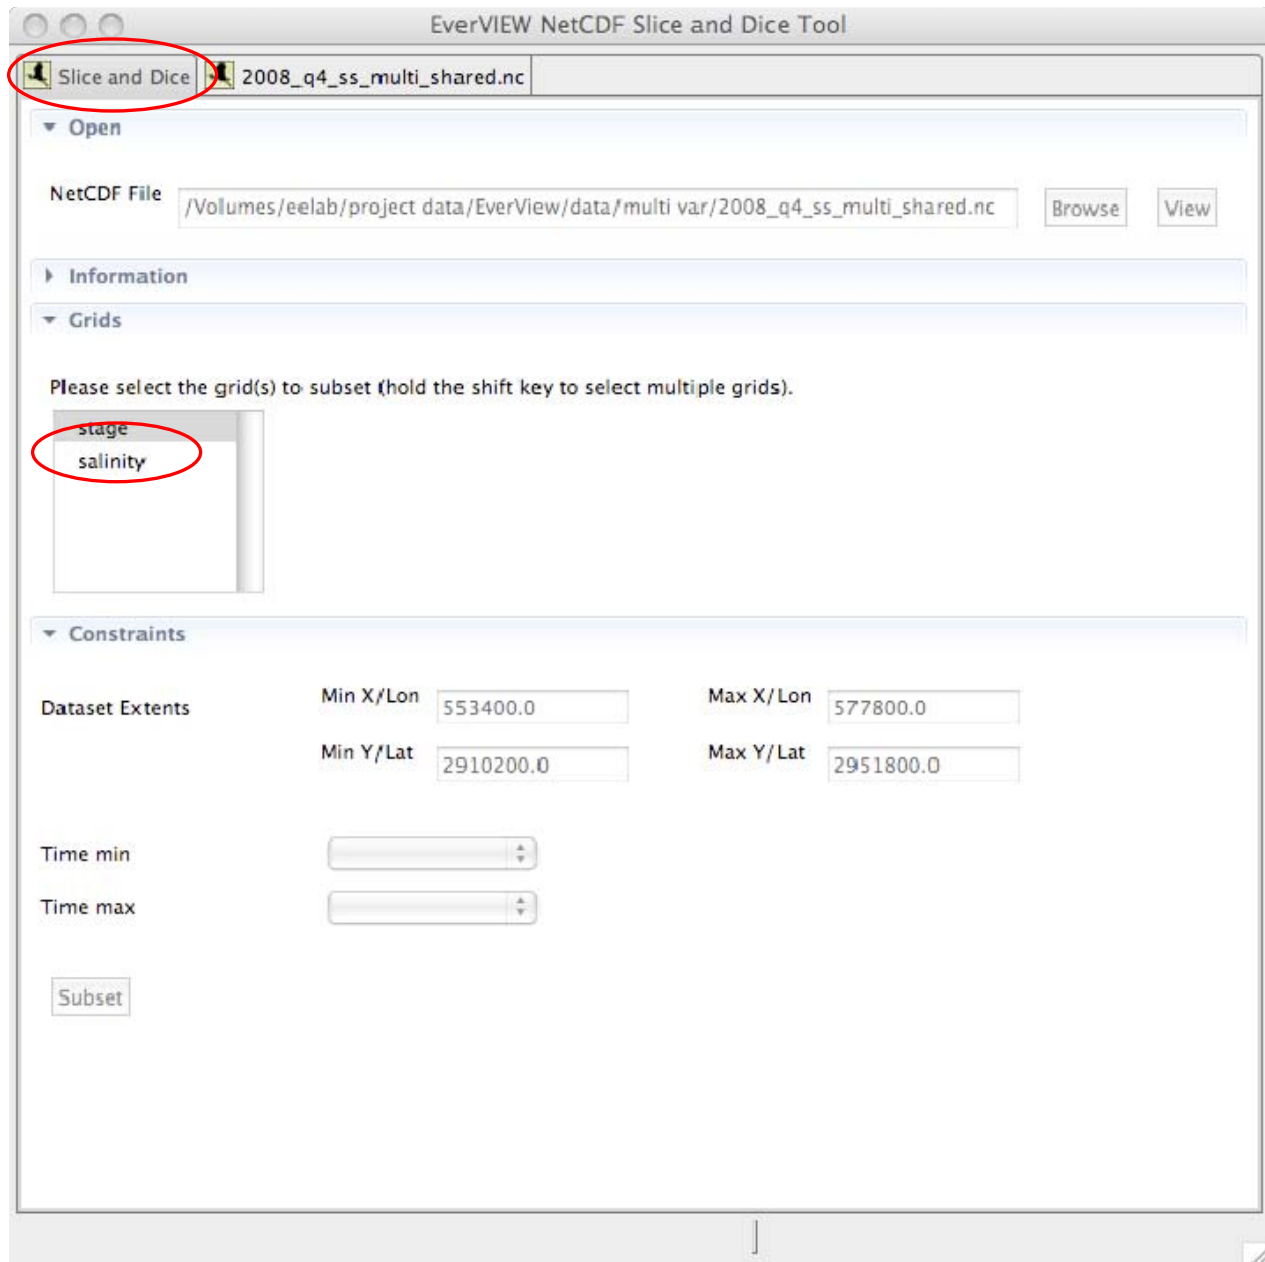 EverVIEW NetCDF Slice and Dice Tool
Slice and Dice 2008_q4_ss_multi_shared.nc
Open
NetCDF File /Volumes/eelab/project data/EverView/data/multi var/2008_q4_ss_multi_shared.nc Browse View
Information
Grids
Please select the grid(s) to subset (hold the shift key to select multiple grids).
stage
salinity
Constraints
Dataset Extents Min X/Lon 553400.0 Max X/Lon 577800.0
Min Y/Lat 2910200.0 Max Y/Lat 2951800.0
Time min
Time max
Subset